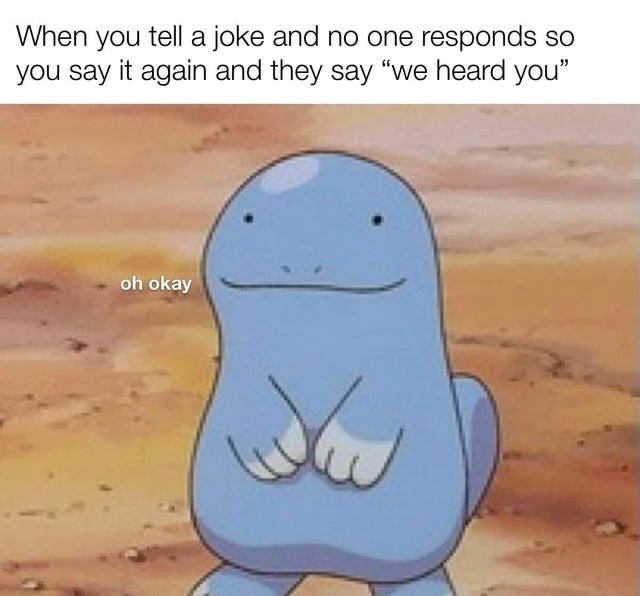 When you tell a joke and no one responds so
you say it again and they say “we heard you”
oh okay